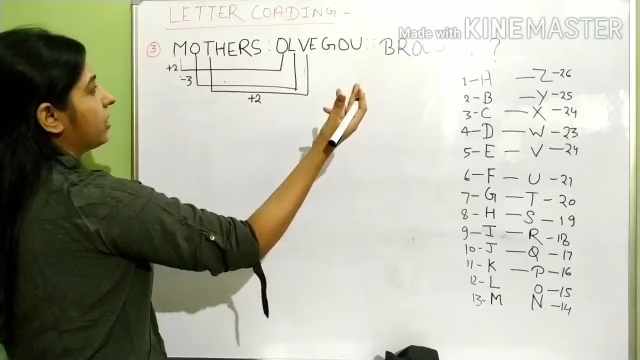 LETTER COADING -
Made with KINEMASTER
③ MOTHERS : OLVEGOU :: BRO ?
+2
-3
+2
1 - H — Z - 26
2 - B — Y - 25
3 - C — X - 24
4 - D — W - 23
5 - E — V - 24
6 - F — U - 21
7 - G — T - 20
8 - H — S - 19
9 - I — R - 18
10 - J — Q - 17
11 - K — P - 16
12 - L O - 15
13 - M N - 14